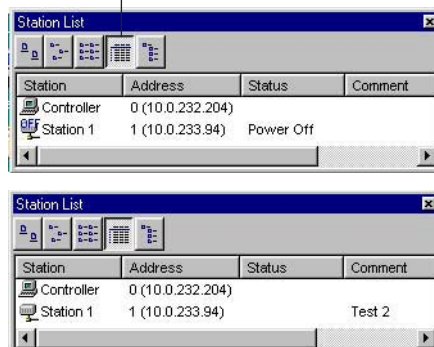 Station List
Station Address Status Comment
Controller 0 (10.0.232.204)
OFF Station 1 1 (10.0.233.94) Power Off
Station List
Station Address Status Comment
Controller 0 (10.0.232.204)
Station 1 1 (10.0.233.94) Test 2